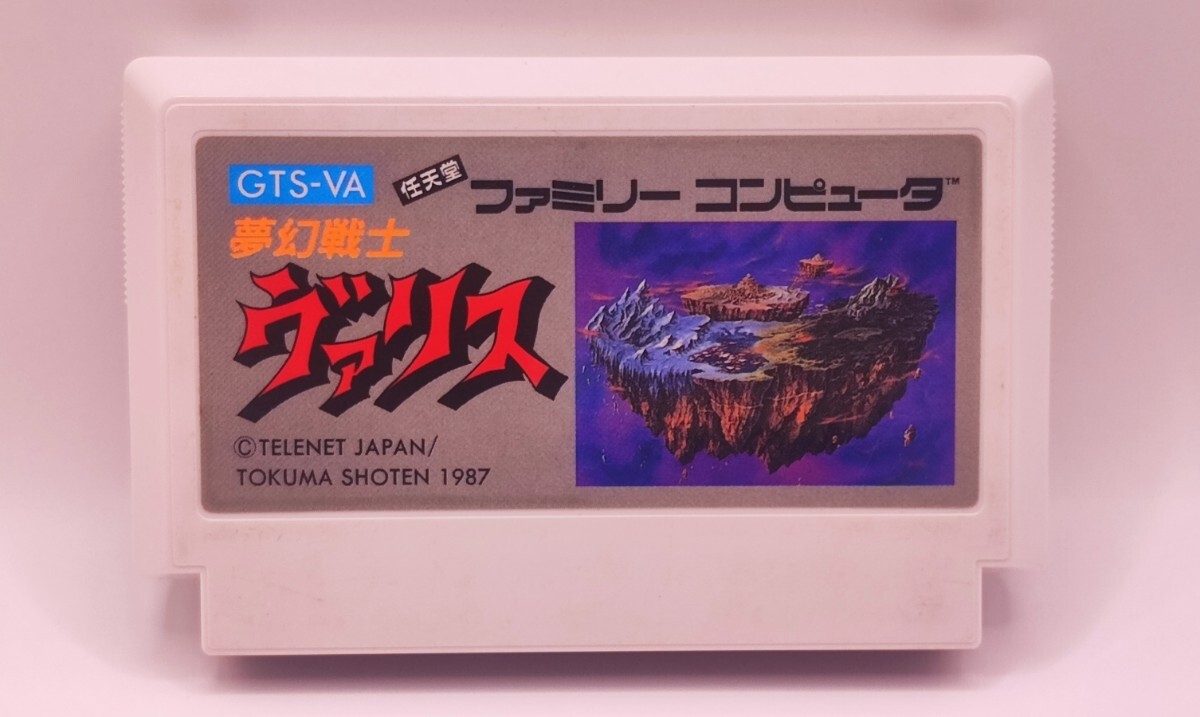 GTS-VA
任天堂 ファミリー コンピュータ™
夢幻戦士
ヴァリス
©TELENET JAPAN/
TOKUMA SHOTEN 1987